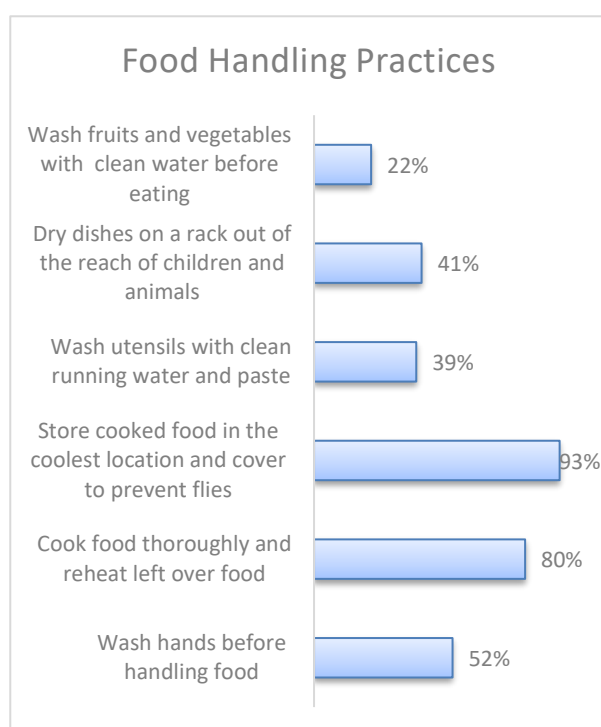 Food Handling Practices
Wash fruits and vegetables
with clean water before
eating
22%
Dry dishes on a rack out of
the reach of children and
animals
41%
Wash utensils with clean
running water and paste
39%
Store cooked food in the
coolest location and cover
to prevent flies
93%
Cook food thoroughly and
reheat left over food
80%
Wash hands before
handling food
52%